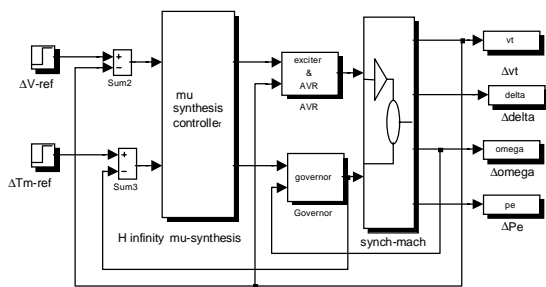 ΔV-ref
+
−
Sum2
ΔTm-ref
+
−
Sum3
mu
synthesis
controller
H infinity mu-synthesis
exciter
&
AVR
AVR
governor
Governor
synch-mach
vt
Δvt
delta
Δdelta
omega
Δomega
pe
ΔPe